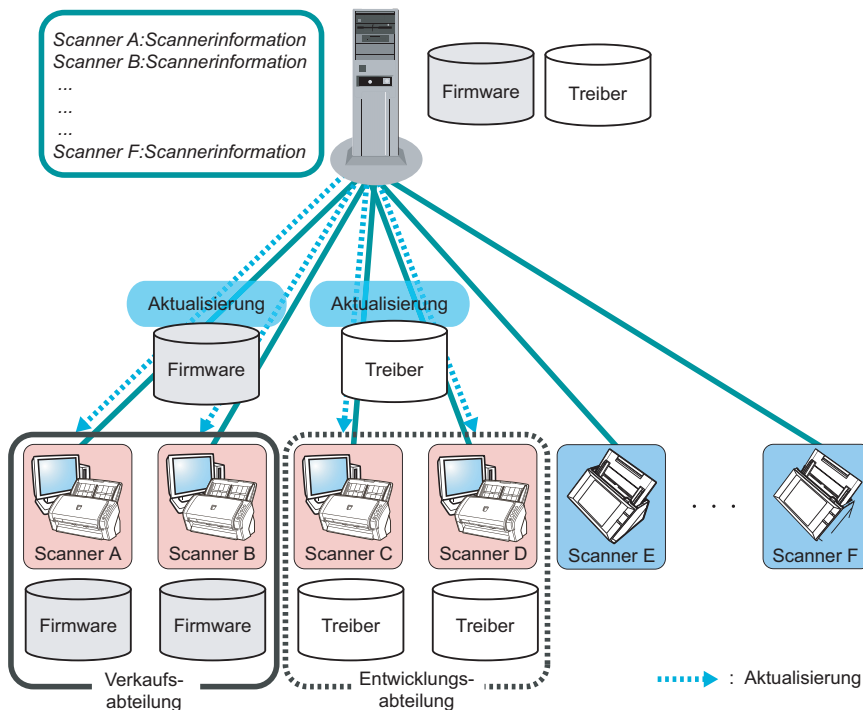 Scanner A:Scannerinformation
Scanner B:Scannerinformation
...
...
...
Scanner F:Scannerinformation
Firmware
Treiber
Aktualisierung
Aktualisierung
Firmware
Treiber
Scanner A
Scanner B
Scanner C
Scanner D
Scanner E
. . .
Scanner F
Firmware
Firmware
Treiber
Treiber
Verkaufs-
abteilung
Entwicklungs-
abteilung
: Aktualisierung